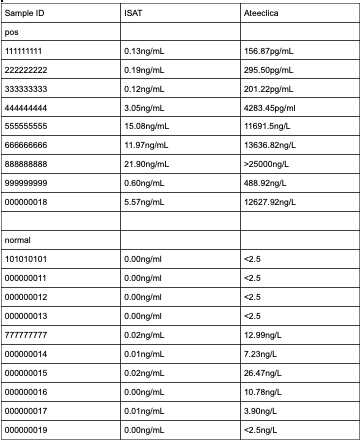 Sample ID ISAT Ateeclica
pos
111111111 0.13ng/mL 156.87pg/mL
222222222 0.19ng/mL 295.50pg/mL
333333333 0.12ng/mL 201.22pg/mL
444444444 3.05ng/mL 4283.45pg/ml
555555555 15.08ng/mL 11691.5ng/L
666666666 11.97ng/mL 13636.82ng/L
888888888 21.90ng/mL >25000ng/L
999999999 0.60ng/mL 488.92ng/L
000000018 5.57ng/mL 12627.92ng/L
normal
101010101 0.00ng/ml <2.5
000000011 0.00ng/ml <2.5
000000012 0.00ng/ml <2.5
000000013 0.00ng/ml <2.5
777777777 0.02ng/mL 12.99ng/L
000000014 0.01ng/mL 7.23ng/L
000000015 0.02ng/mL 26.47ng/L
000000016 0.00ng/mL 10.78ng/L
000000017 0.01ng/mL 3.90ng/L
000000019 0.00ng/mL <2.5ng/L